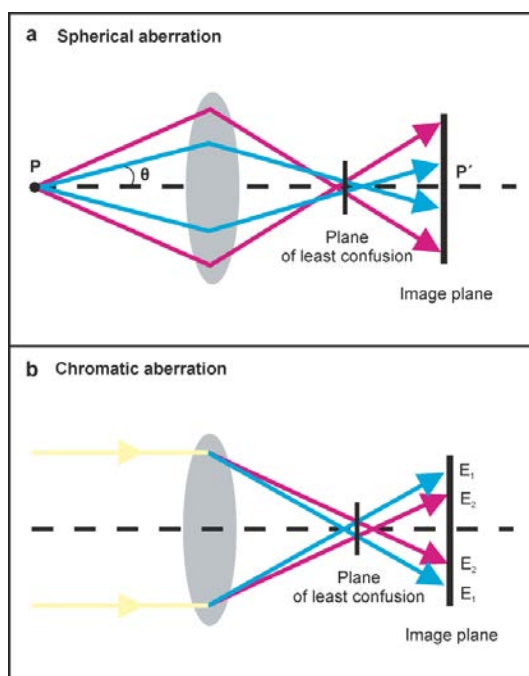 a Spherical aberration
P
θ
P´
Plane
of least confusion
Image plane
b Chromatic aberration
E₁
E₂
Plane
of least confusion
E₂
E₁
Image plane